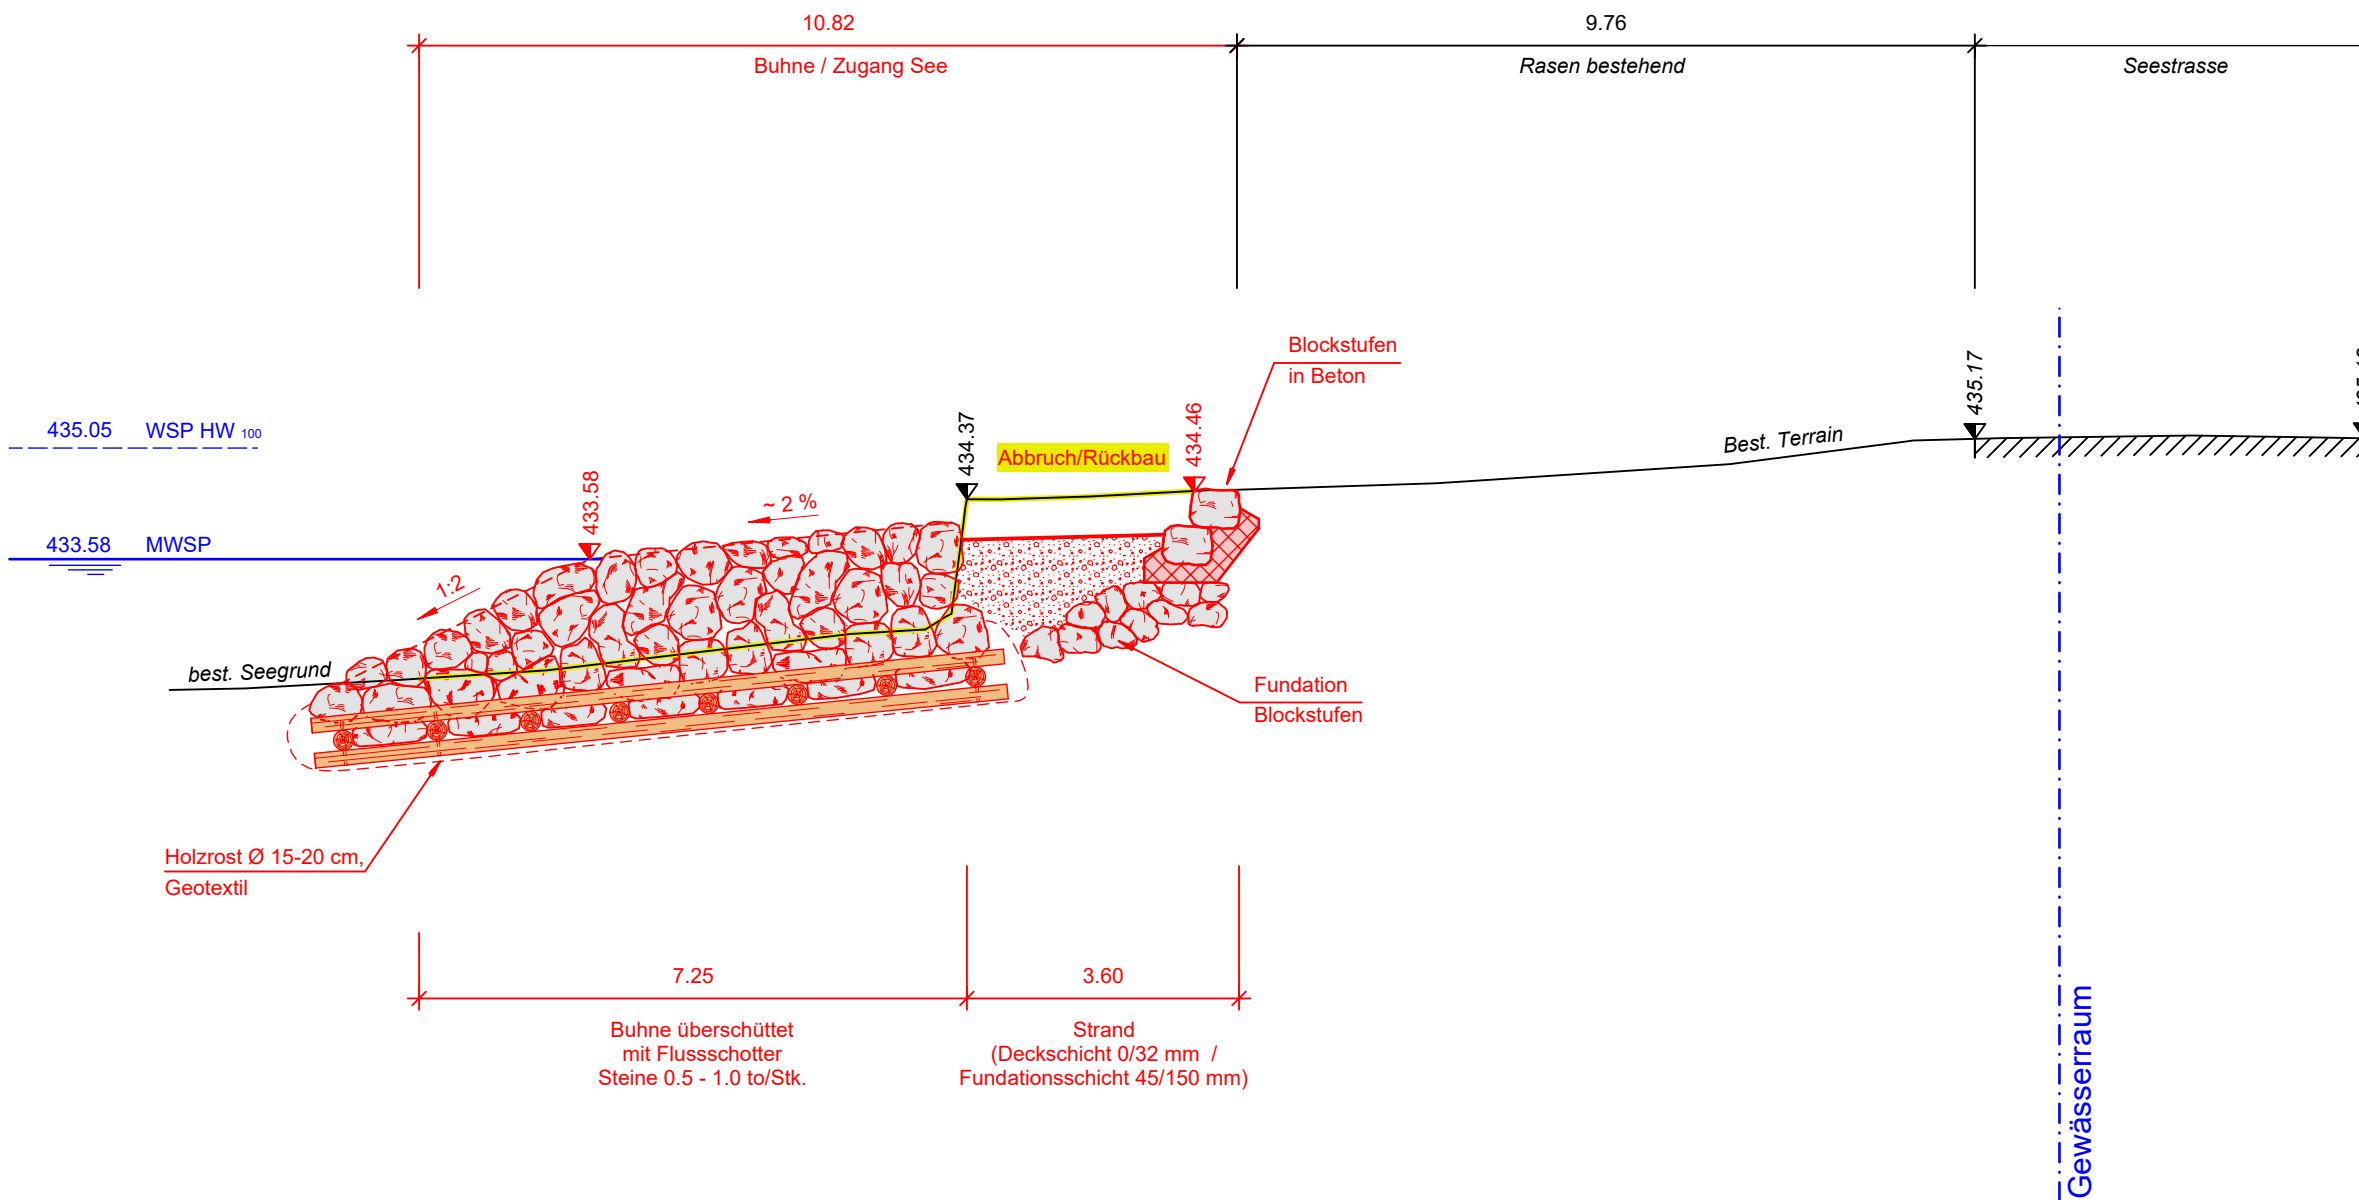 10.82
9.76
Buhne / Zugang See
Rasen bestehend
Seestrasse
Blockstufen
in Beton
435.17
435.05 WSP HW 100
434.37
Abbruch/Rückbau
434.46
Best. Terrain
433.58
~ 2 %
433.58 MWSP
1:2
best. Seegrund
Fundation
Blockstufen
Holzrost Ø 15-20 cm,
Geotextil
7.25
3.60
Buhne überschüttet
mit Flussschotter
Steine 0.5 - 1.0 to/Stk.
Strand
(Deckschicht 0/32 mm /
Fundationsschicht 45/150 mm)
Gewässerraum